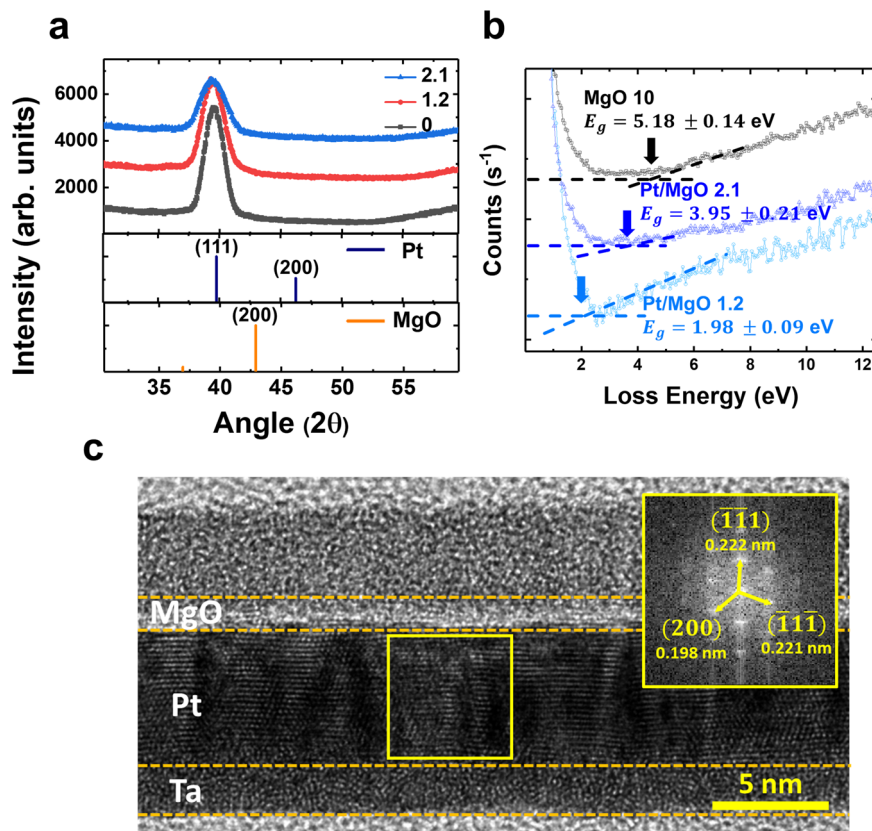 a
2.1
1.2
0
6000
4000
2000
Intensity (arb. units)
(111)
Pt
(200)
(200)
MgO
35
40
45
50
55
Angle (2θ)
b
MgO 10
E_g = 5.18 ± 0.14 eV
Pt/MgO 2.1
E_g = 3.95 ± 0.21 eV
Pt/MgO 1.2
E_g = 1.98 ± 0.09 eV
Counts (s⁻¹)
2
4
6
8
10
12
Loss Energy (eV)
c
MgO
Pt
Ta
(1̅1̅1)
0.222 nm
(200)
0.198 nm
(1̅11̅)
0.221 nm
5 nm